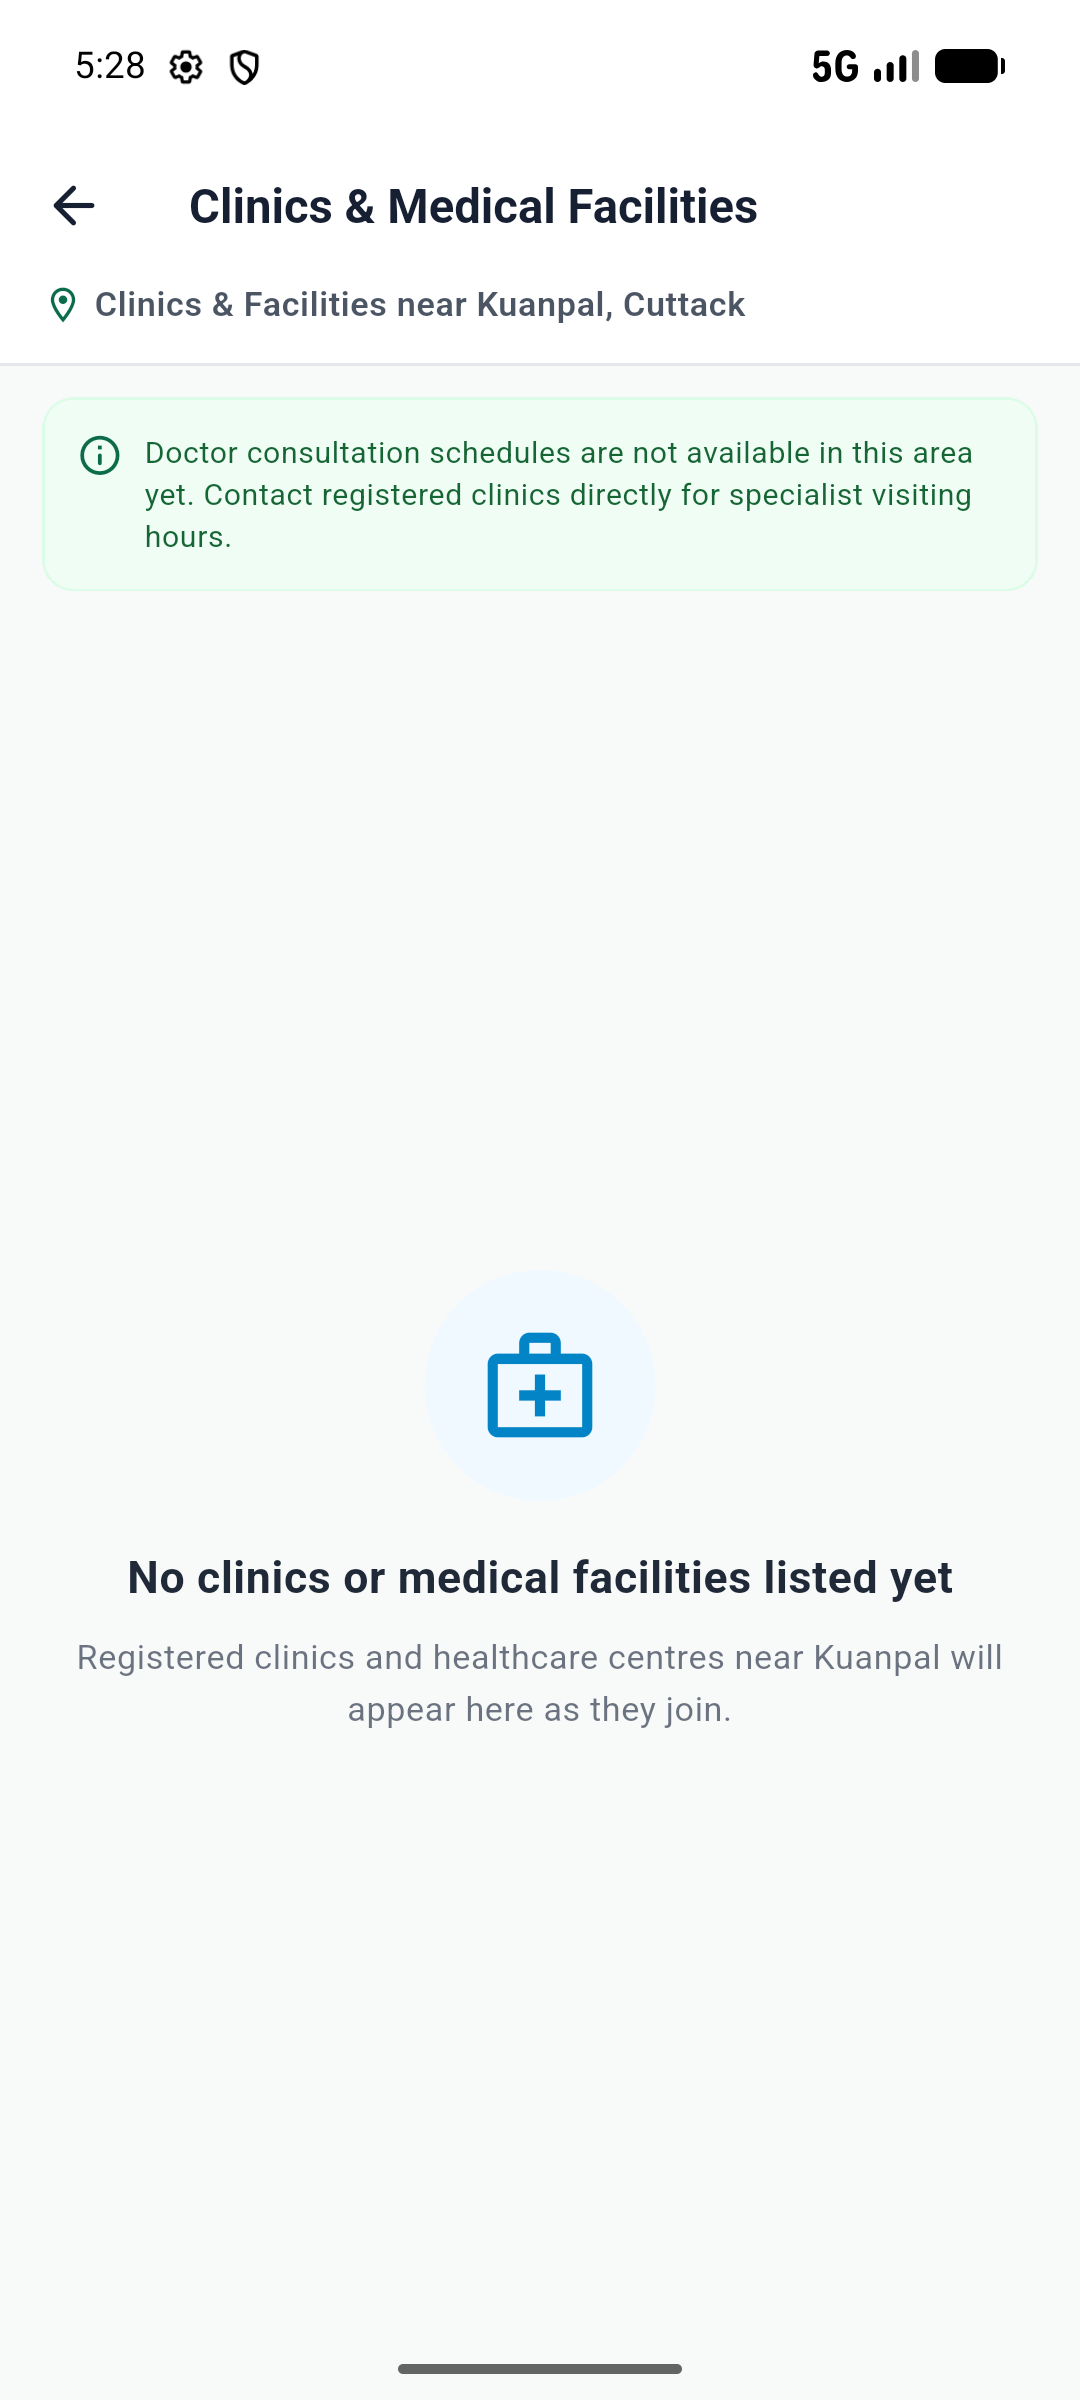 5:28
5G
Clinics & Medical Facilities
Clinics & Facilities near Kuanpal, Cuttack
Doctor consultation schedules are not available in this area
yet. Contact registered clinics directly for specialist visiting
hours.
No clinics or medical facilities listed yet
Registered clinics and healthcare centres near Kuanpal will
appear here as they join.